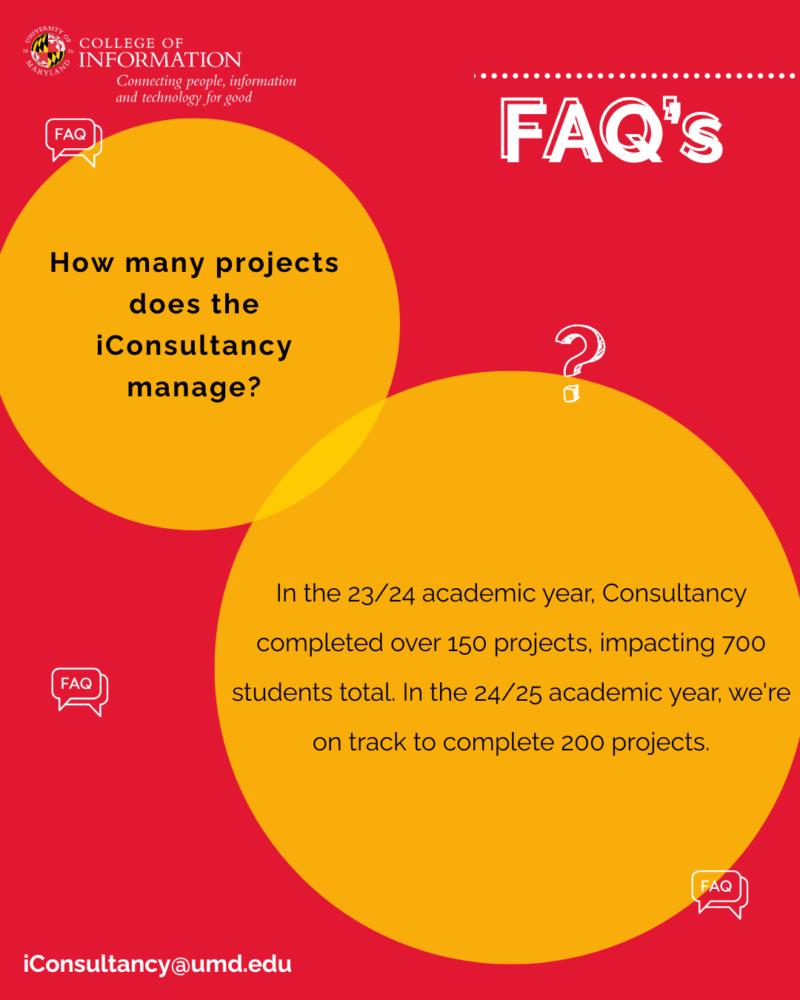 UNIVERSITY OF
18 56
MARYLAND
COLLEGE OF
INFORMATION
Connecting people, information
and technology for good
FAQ's
FAQ
How many projects
does the
iConsultancy
manage?
?
In the 23/24 academic year, Consultancy
completed over 150 projects, impacting 700
students total. In the 24/25 academic year, we're
on track to complete 200 projects.
FAQ
FAQ
iConsultancy@umd.edu